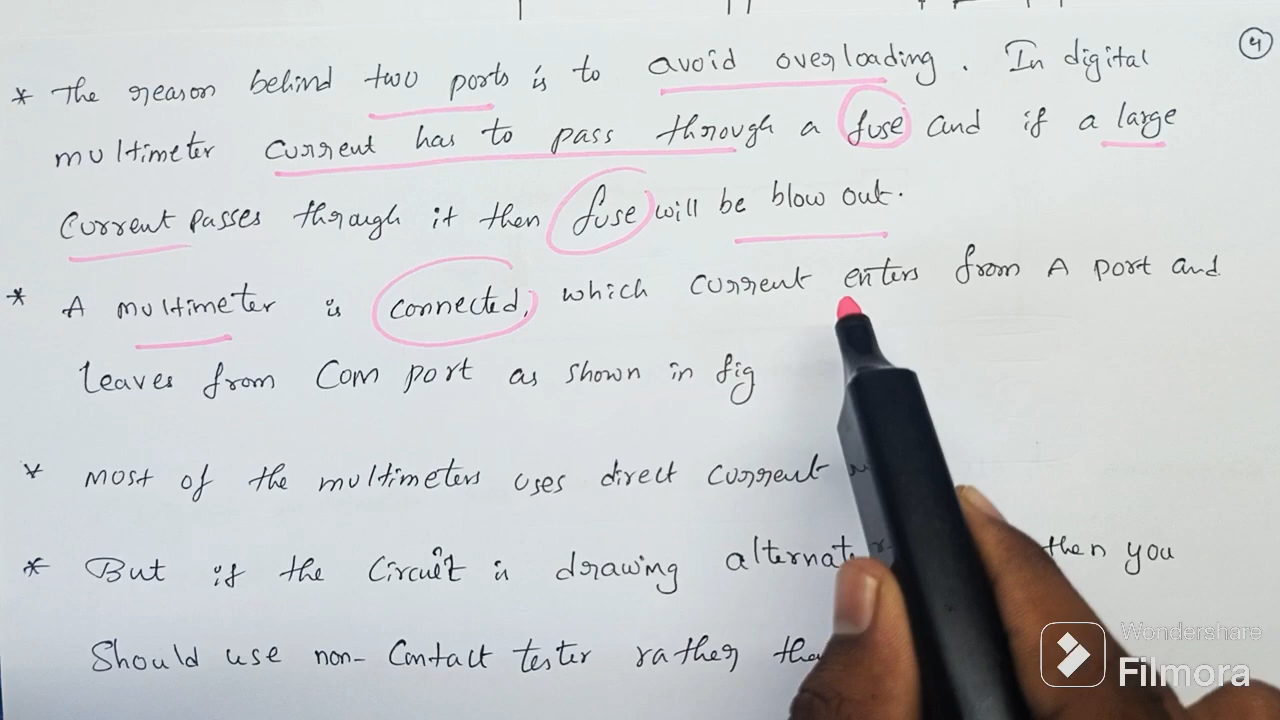 4
* The reason behind two ports is to avoid overloading. In digital
multimeter current has to pass through a fuse and if a large
Current passes through it then fuse will be blow out.
* A multimeter is connected, which current enters from A port and
leaves from Com port as shown in fig
* most of the multimeters uses direct current
* But if the Circuit is drawing then you
Should use non-Contact tester rather
Wondershare
Filmora